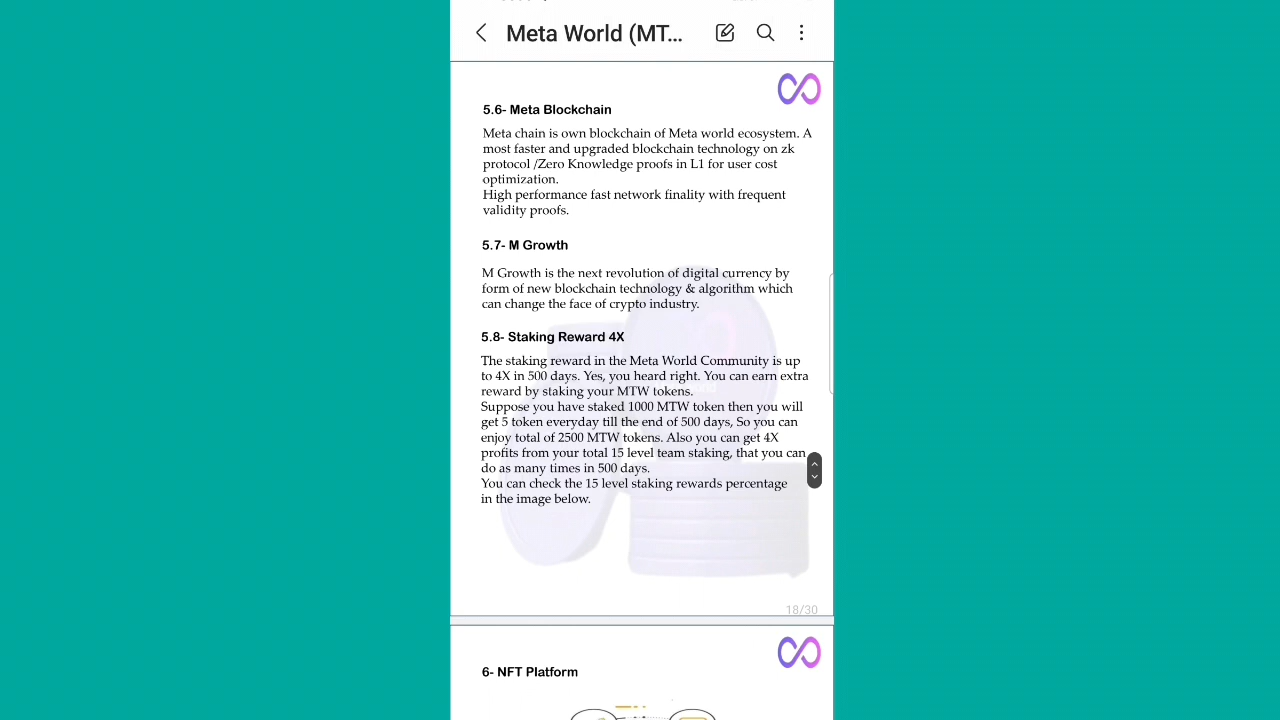 Meta World (MT...
5.6- Meta Blockchain
Meta chain is own blockchain of Meta world ecosystem. A
most faster and upgraded blockchain technology on zk
protocol /Zero Knowledge proofs in L1 for user cost
optimization.
High performance fast network finality with frequent
validity proofs.
5.7- M Growth
M Growth is the next revolution of digital currency by
form of new blockchain technology & algorithm which
can change the face of crypto industry.
5.8- Staking Reward 4X
The staking reward in the Meta World Community is up
to 4X in 500 days. Yes, you heard right. You can earn extra
reward by staking your MTW tokens.
Suppose you have staked 1000 MTW token then you will
get 5 token everyday till the end of 500 days, So you can
enjoy total of 2500 MTW tokens. Also you can get 4X
profits from your total 15 level team staking, that you can
do as many times in 500 days.
You can check the 15 level staking rewards percentage
in the image below.
18/30
6- NFT Platform